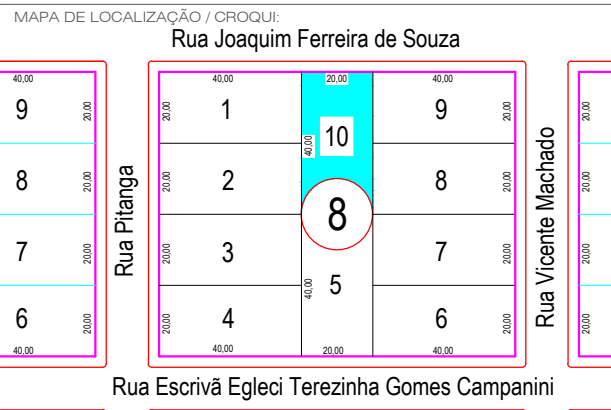 MAPA DE LOCALIZAÇÃO / CROQUI:
Rua Joaquim Ferreira de Souza
40,00 40,00 20,00 40,00
9 20,00 20,00 1 40,00 10 9 20,00
8 20,00 20,00 2 8 20,00
8
7 20,00 20,00 3 7 20,00
40,00 5
6 20,00 20,00 4 6 20,00
40,00 40,00 20,00 40,00
Rua Pitanga
Rua Vicente Machado
Rua Escrivã Egleci Terezinha Gomes Campanini